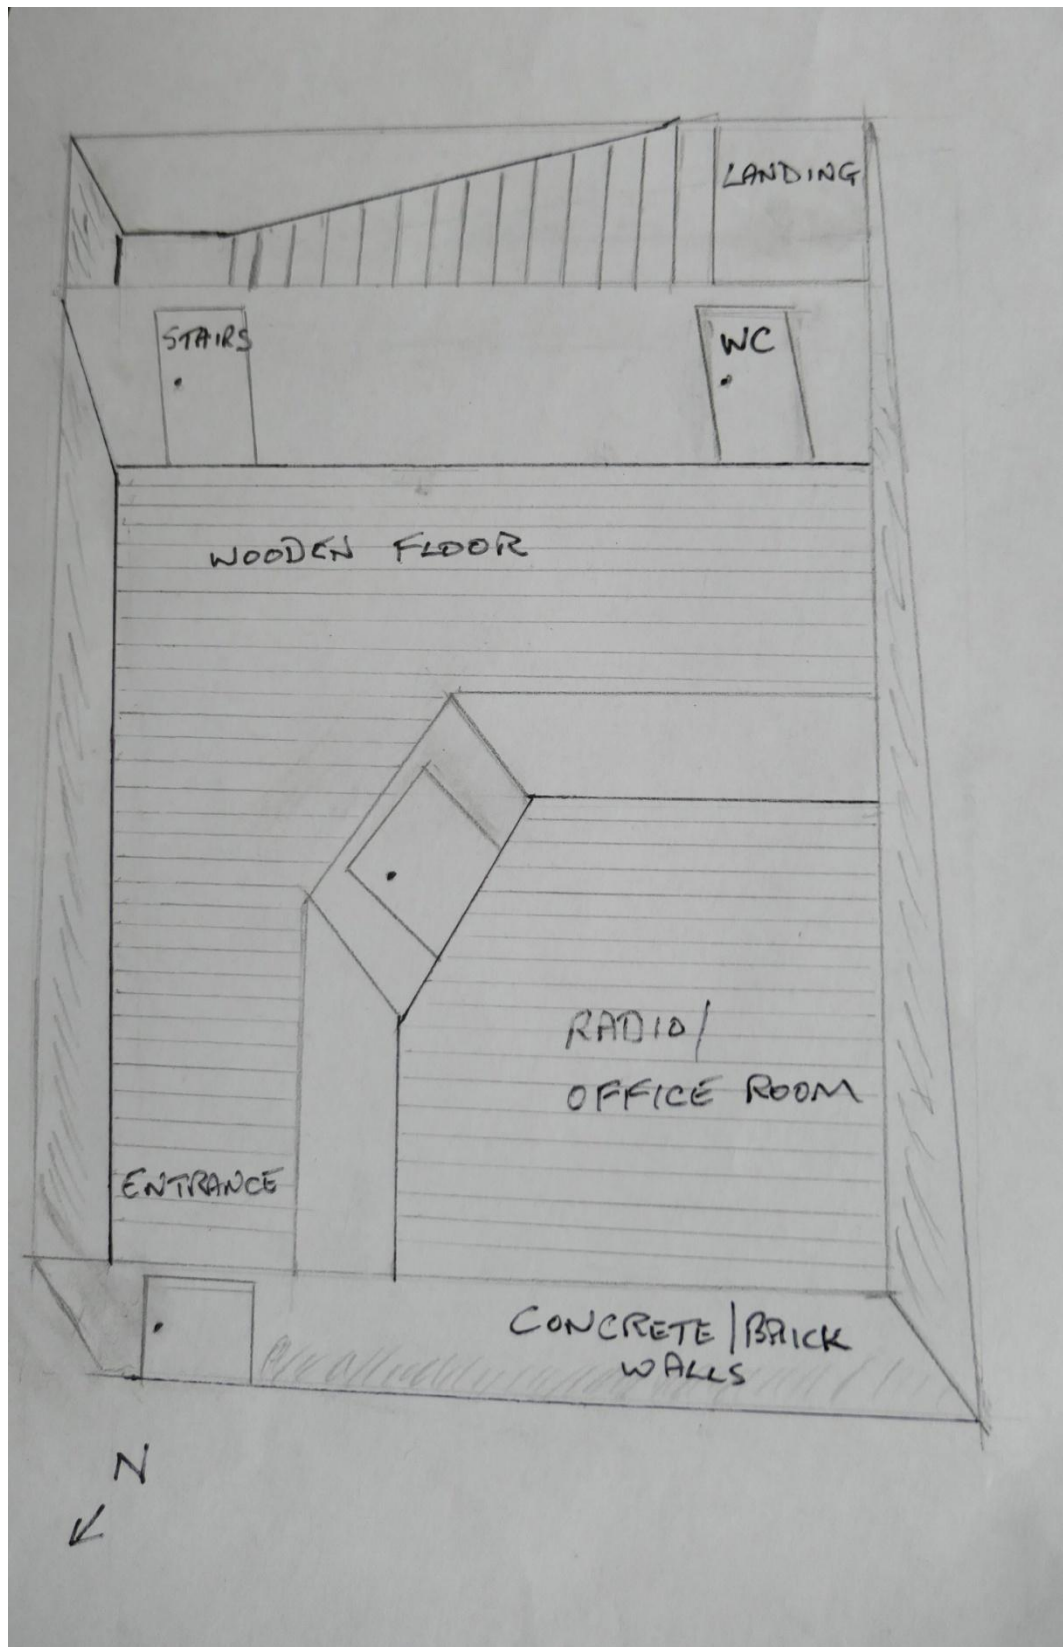 LANDING
STAIRS
WC
WOODEN FLOOR
RADIO/
OFFICE ROOM
ENTRANCE
CONCRETE/BRICK
WALLS
N